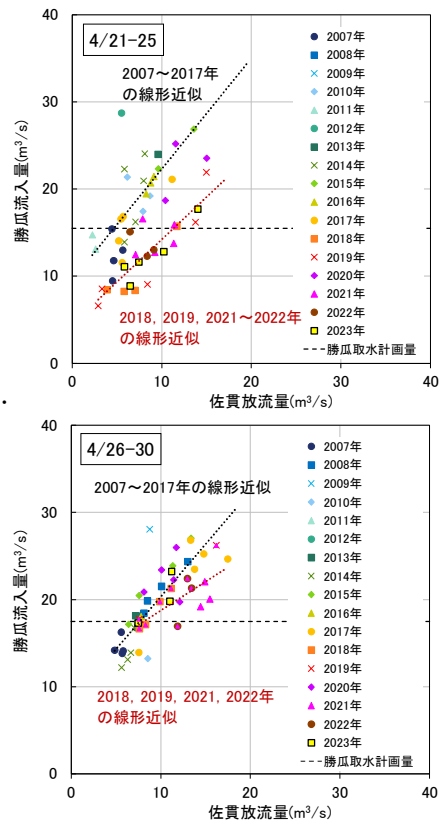 4/21-25
2007～2017年
の線形近似
2018, 2019, 2021～2022年
の線形近似
勝瓜流入量(m³/s)
40
30
20
10
0
0
10
20
30
40
佐貫放流量(m³/s)
2007年
2008年
2009年
2010年
2011年
2012年
2013年
2014年
2015年
2016年
2017年
2018年
2019年
2020年
2021年
2022年
2023年
勝瓜取水計画量
4/26-30
2007～2017年の線形近似
2018, 2019, 2021, 2022年
の線形近似
勝瓜流入量(m³/s)
40
30
20
10
0
0
10
20
30
40
佐貫放流量(m³/s)
2007年
2008年
2009年
2010年
2011年
2012年
2013年
2014年
2015年
2016年
2017年
2018年
2019年
2020年
2021年
2022年
2023年
勝瓜取水計画量